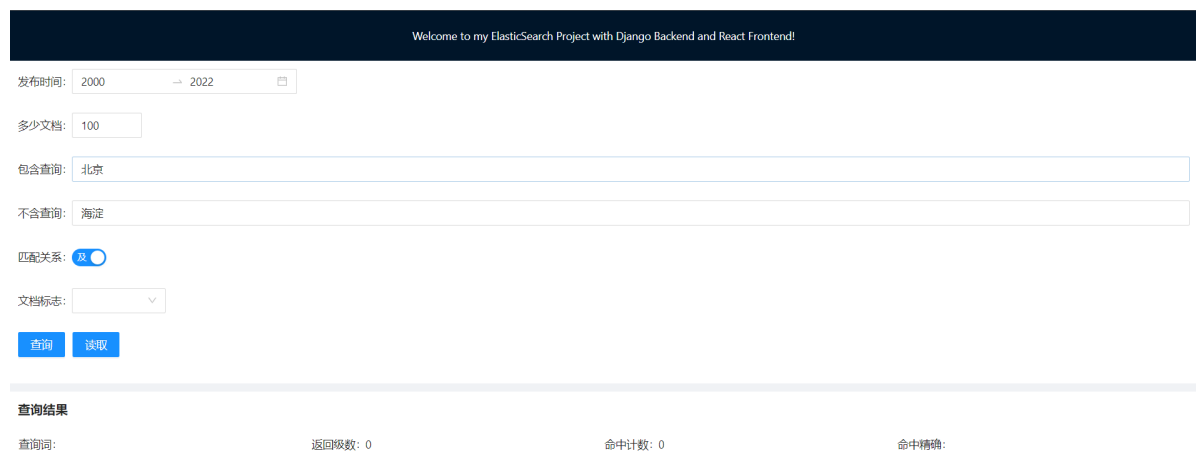 Welcome to my ElasticSearch Project with Django Backend and React Frontend!
发布时间: 2000 → 2022
多少文档: 100
包含查询: 北京
不含查询: 海淀
匹配关系: 及
文档标志:
查询 读取
查询结果
查询词: 返回级数: 0 命中计数: 0 命中精确: